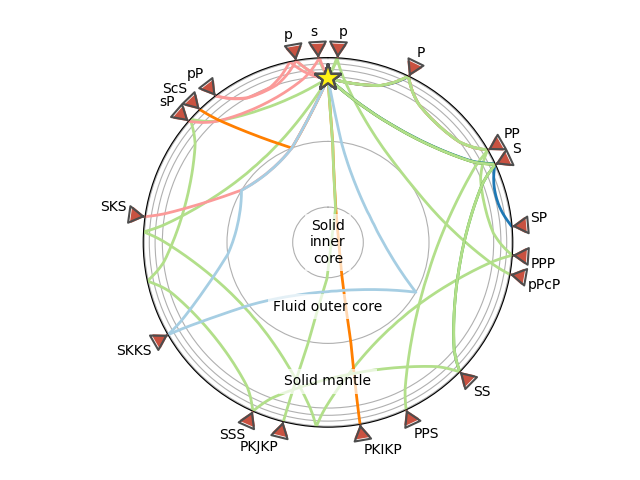 p
s
p
P
pP
ScS
sP
PP
S
SKS
SP
Solid
inner
core
PPP
pPcP
Fluid outer core
SKKS
Solid mantle
SS
SSS
PKJKP
PPS
PKIKP